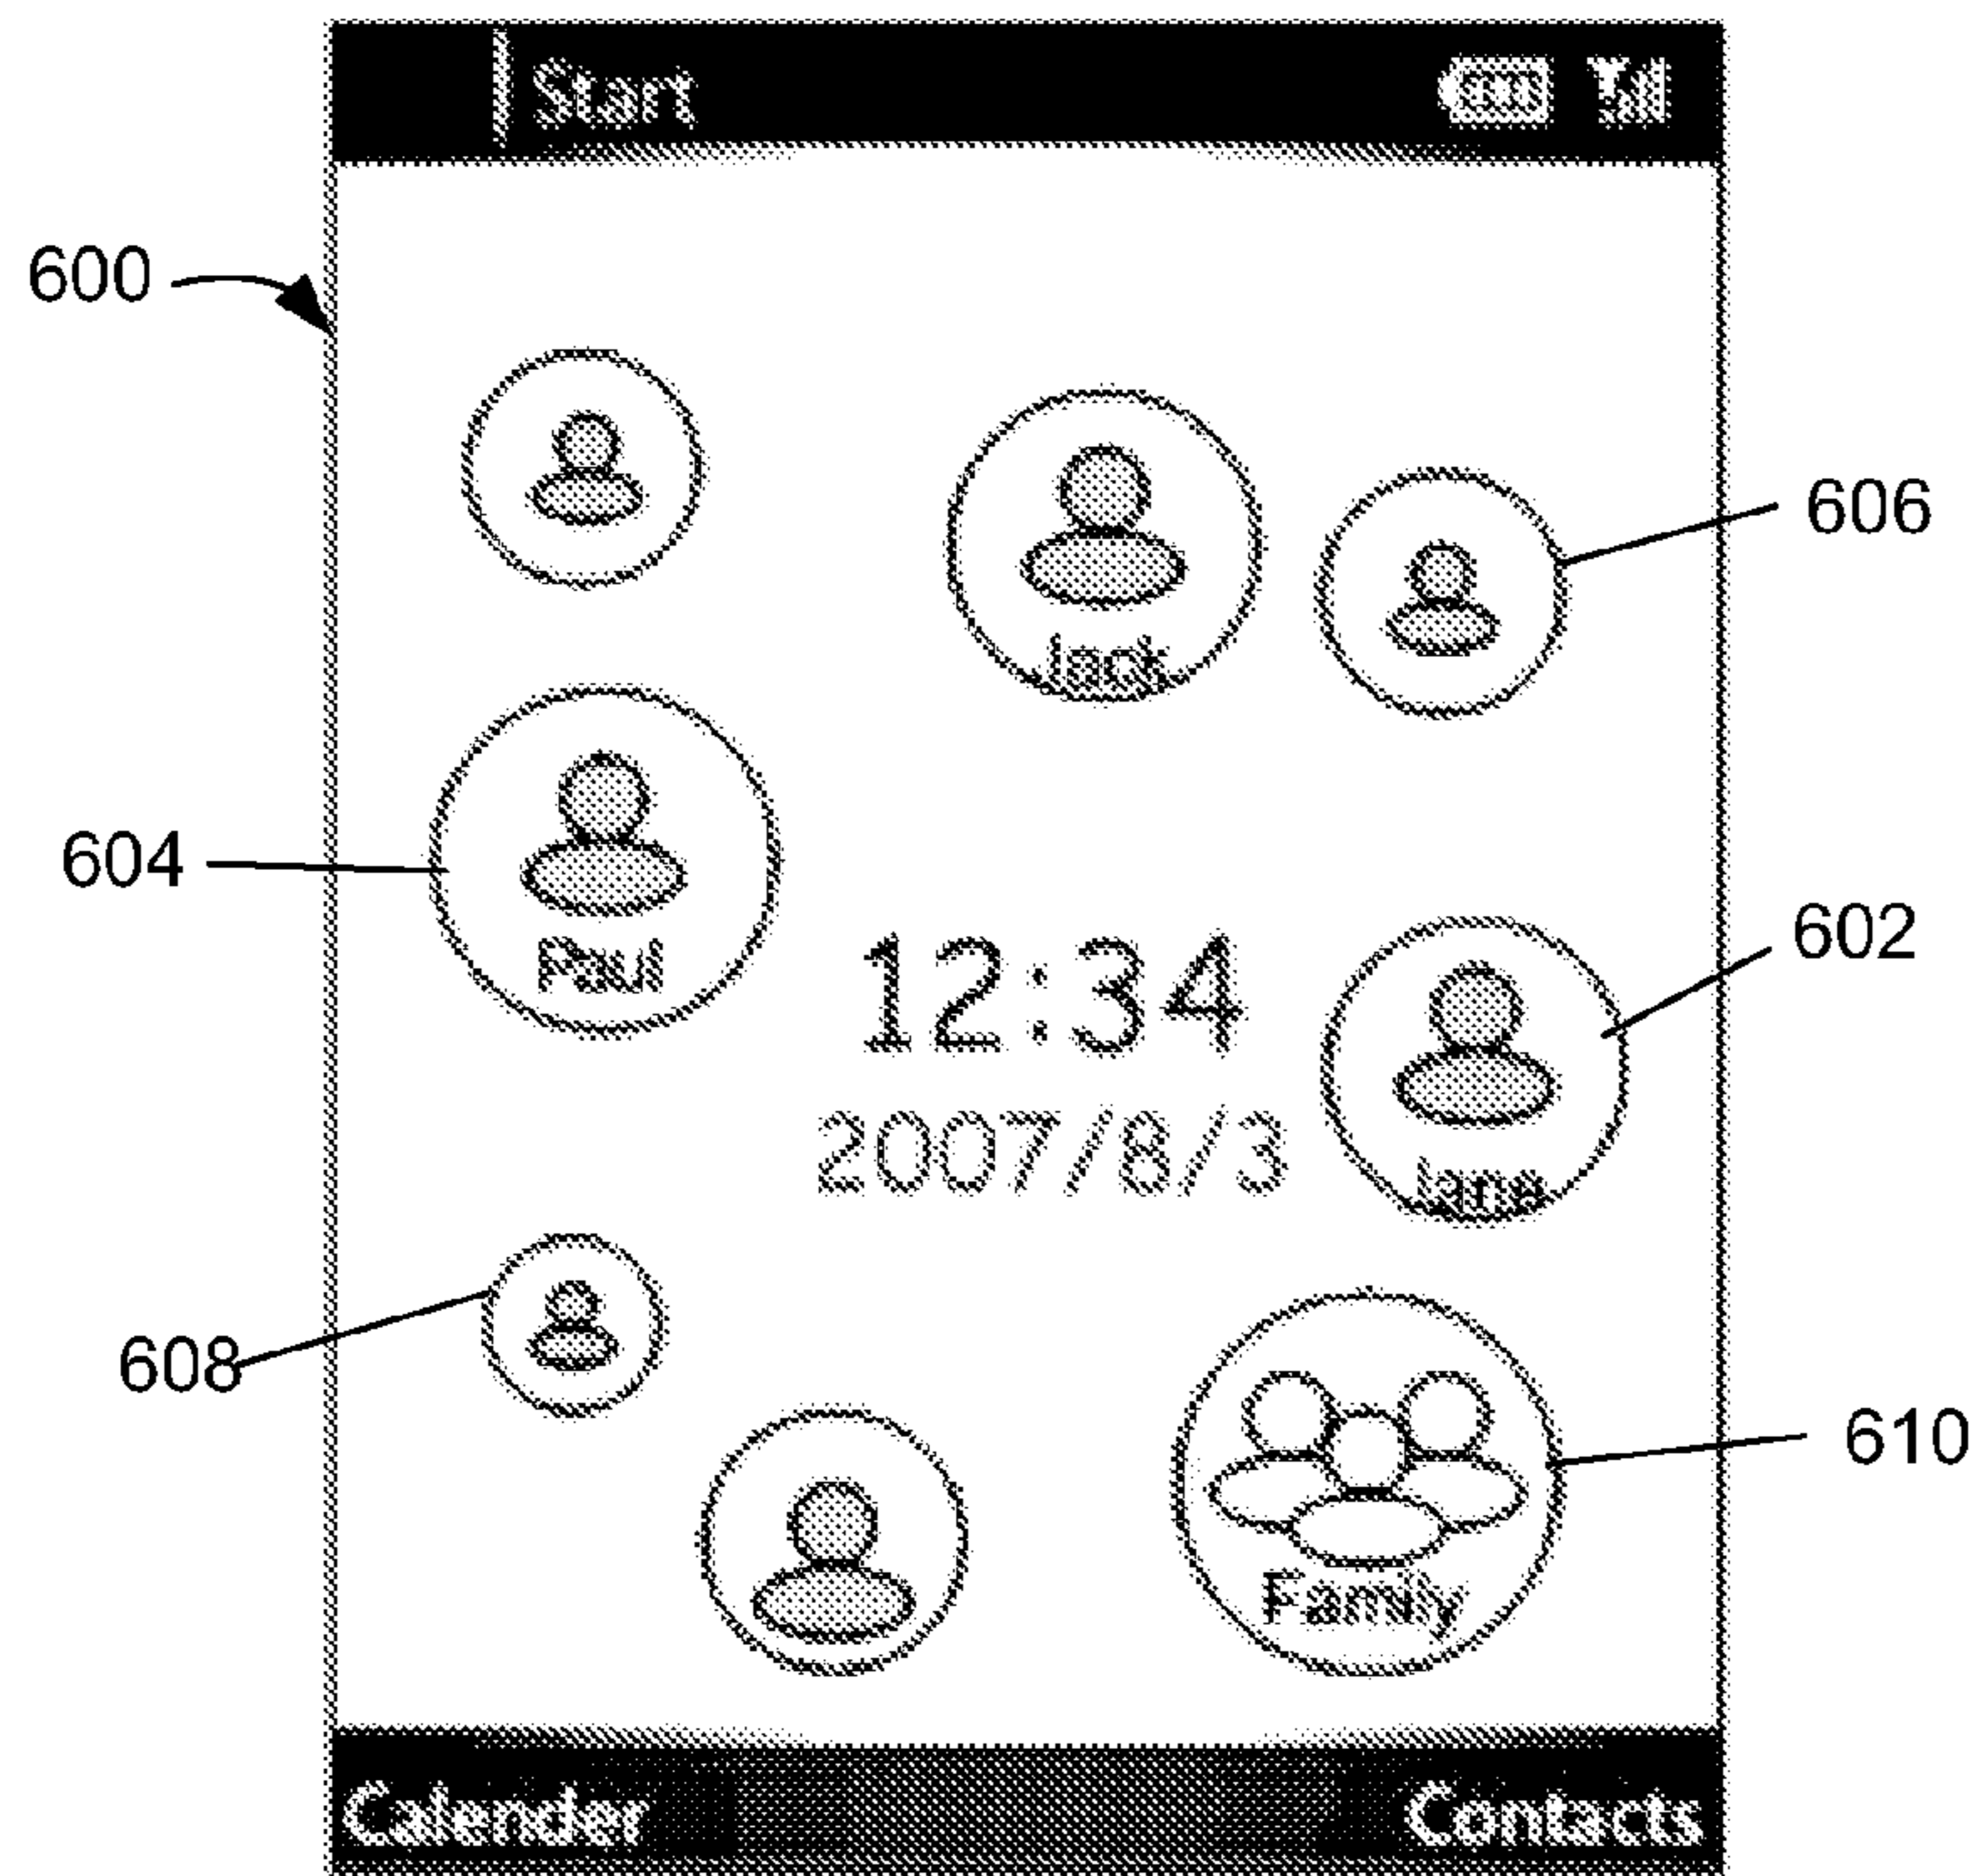 Start
600
606
Jack
604
Paul
602
12:34
2007/8/3
Jane
608
610
Family
Calender
Contacts